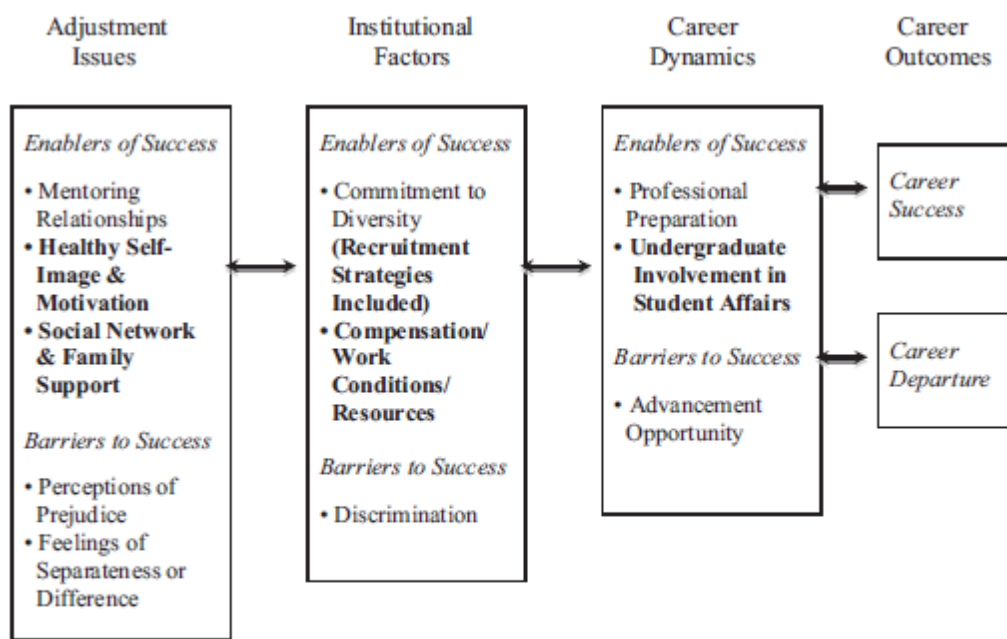 Adjustment
Issues
Enablers of Success
• Mentoring
Relationships
• Healthy Self-
Image &
Motivation
• Social Network
& Family
Support
Barriers to Success
• Perceptions of
Prejudice
• Feelings of
Separateness or
Difference
Institutional
Factors
Enablers of Success
• Commitment to
Diversity
(Recruitment
Strategies
Included)
• Compensation/
Work
Conditions/
Resources
Barriers to Success
• Discrimination
Career
Dynamics
Enablers of Success
• Professional
Preparation
• Undergraduate
Involvement in
Student Affairs
Barriers to Success
• Advancement
Opportunity
Career
Outcomes
Career
Success
Career
Departure